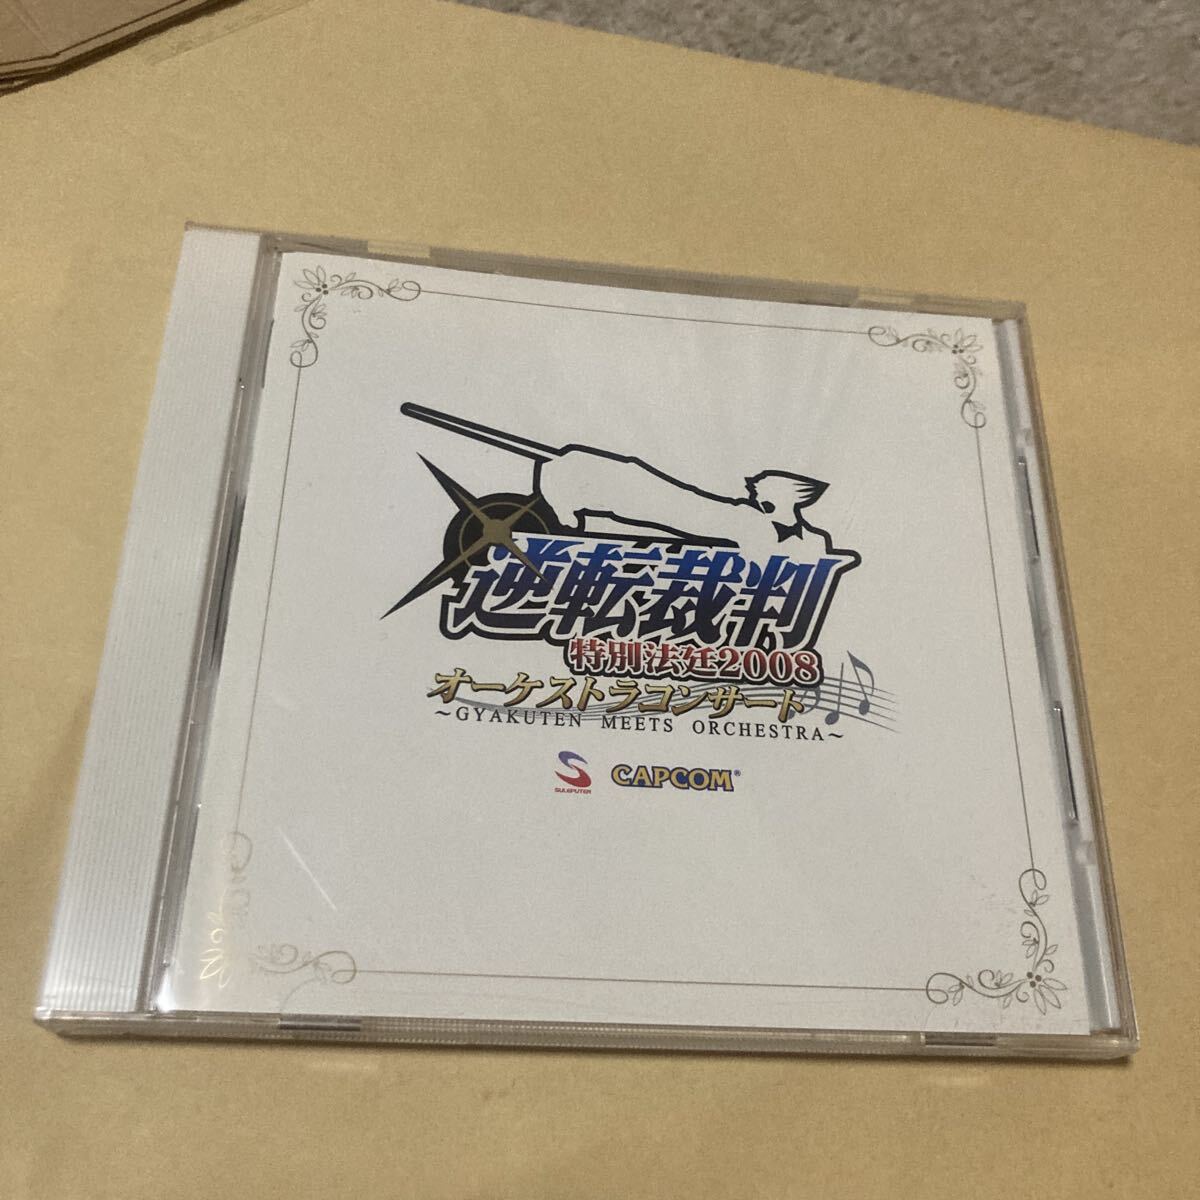 逆転裁判
特別法廷2008
オーケストラコンサート
～GYAKUTEN MEETS ORCHESTRA～
SULEPUTER
CAPCOM®